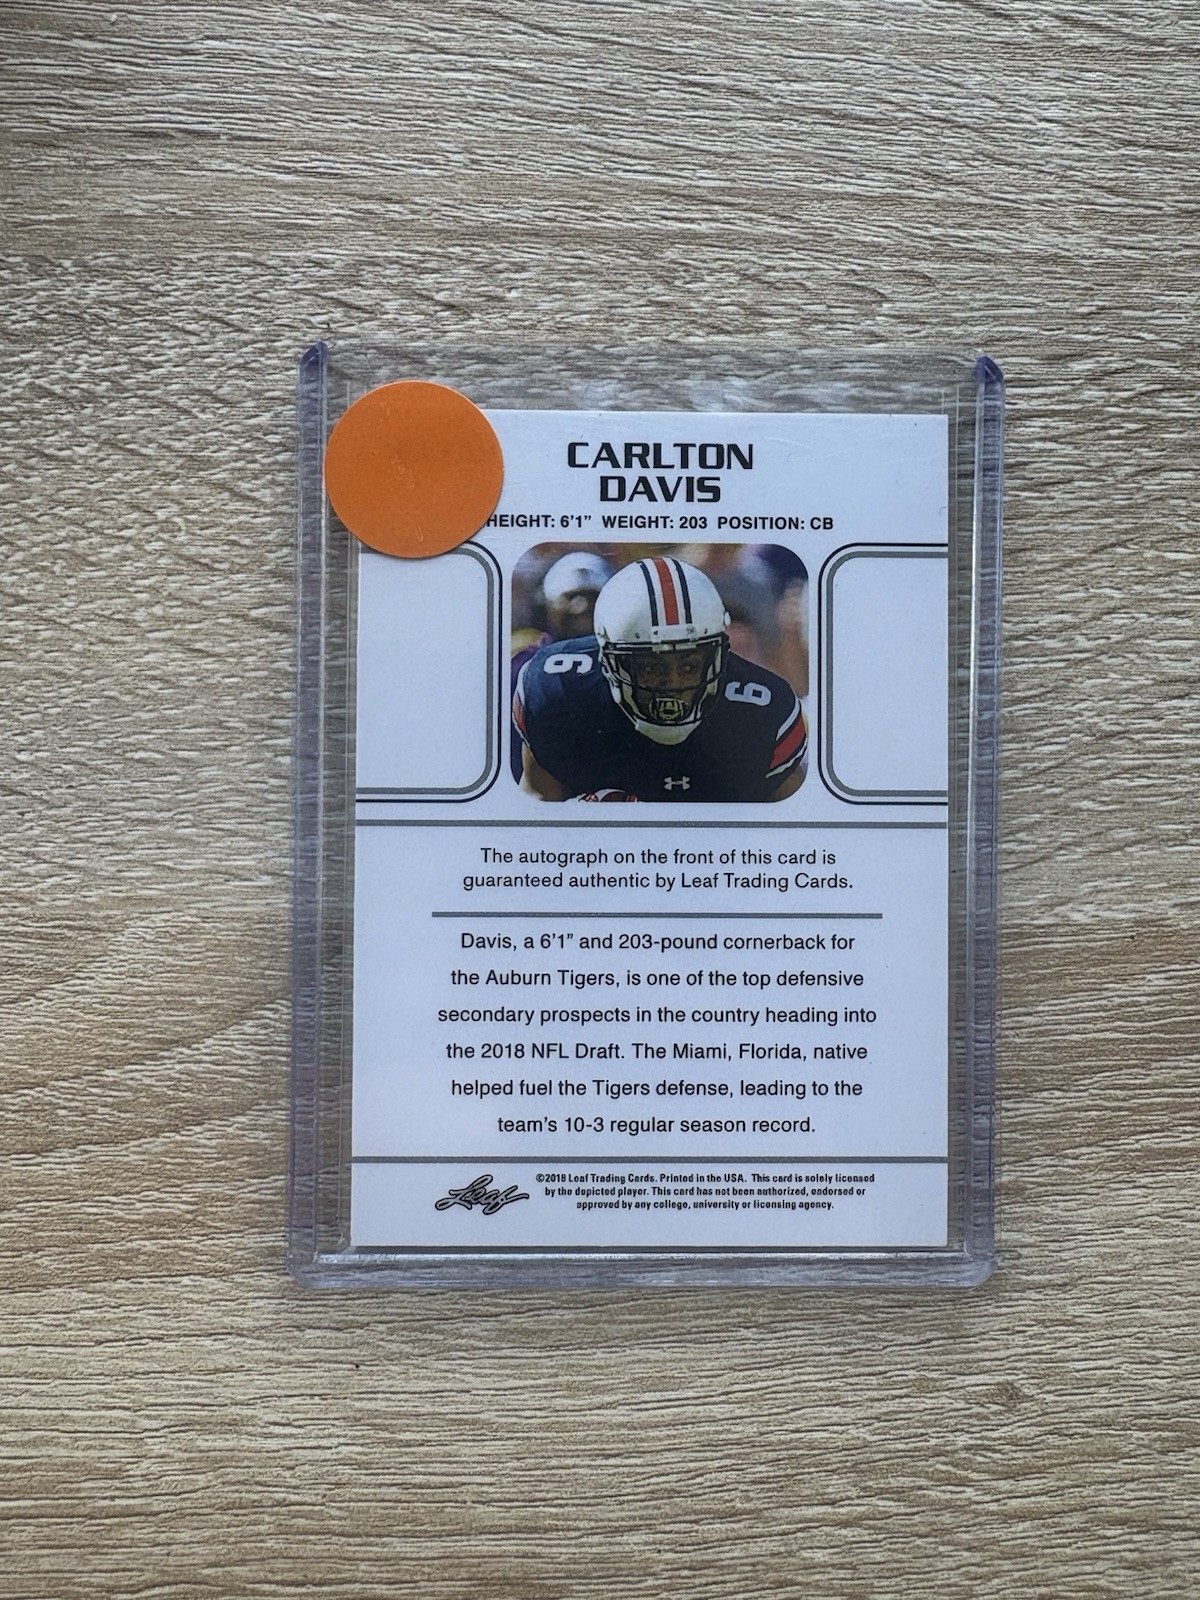 CARLTON
DAVIS
HEIGHT: 6'1" WEIGHT: 203 POSITION: CB
6 6
The autograph on the front of this card is
guaranteed authentic by Leaf Trading Cards.
Davis, a 6'1" and 203-pound cornerback for
the Auburn Tigers, is one of the top defensive
secondary prospects in the country heading into
the 2018 NFL Draft. The Miami, Florida, native
helped fuel the Tigers defense, leading to the
team's 10-3 regular season record.
Leaf
©2018 Leaf Trading Cards. Printed in the USA. This card is solely licensed
by the depicted player. This card has not been authorized, endorsed or
approved by any college, university or licensing agency.